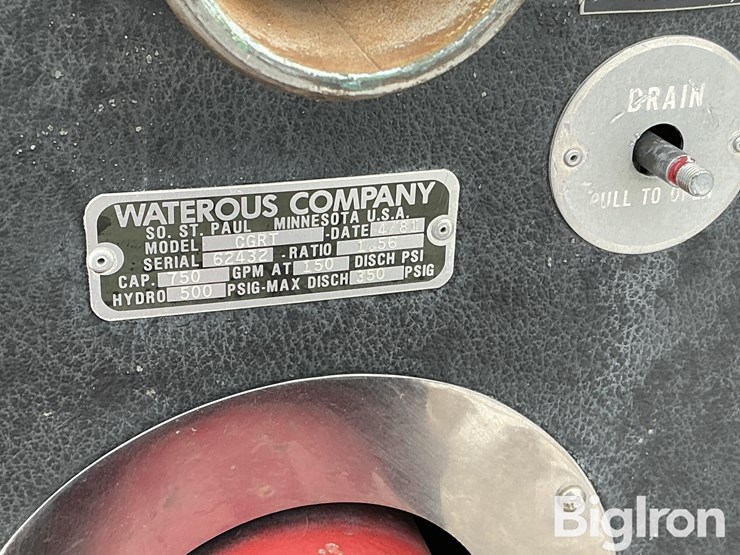 DRAIN
PULL TO OPEN
WATEROUS COMPANY
SO. ST. PAUL MINNESOTA U.S.A.
MODEL CGRT -DATE 4/81
SERIAL 62432 -RATIO 1.56
CAP. 750 GPM AT 150 DISCH PSI
HYDRO 500 PSIG-MAX DISCH 350 PSIG
BigIron